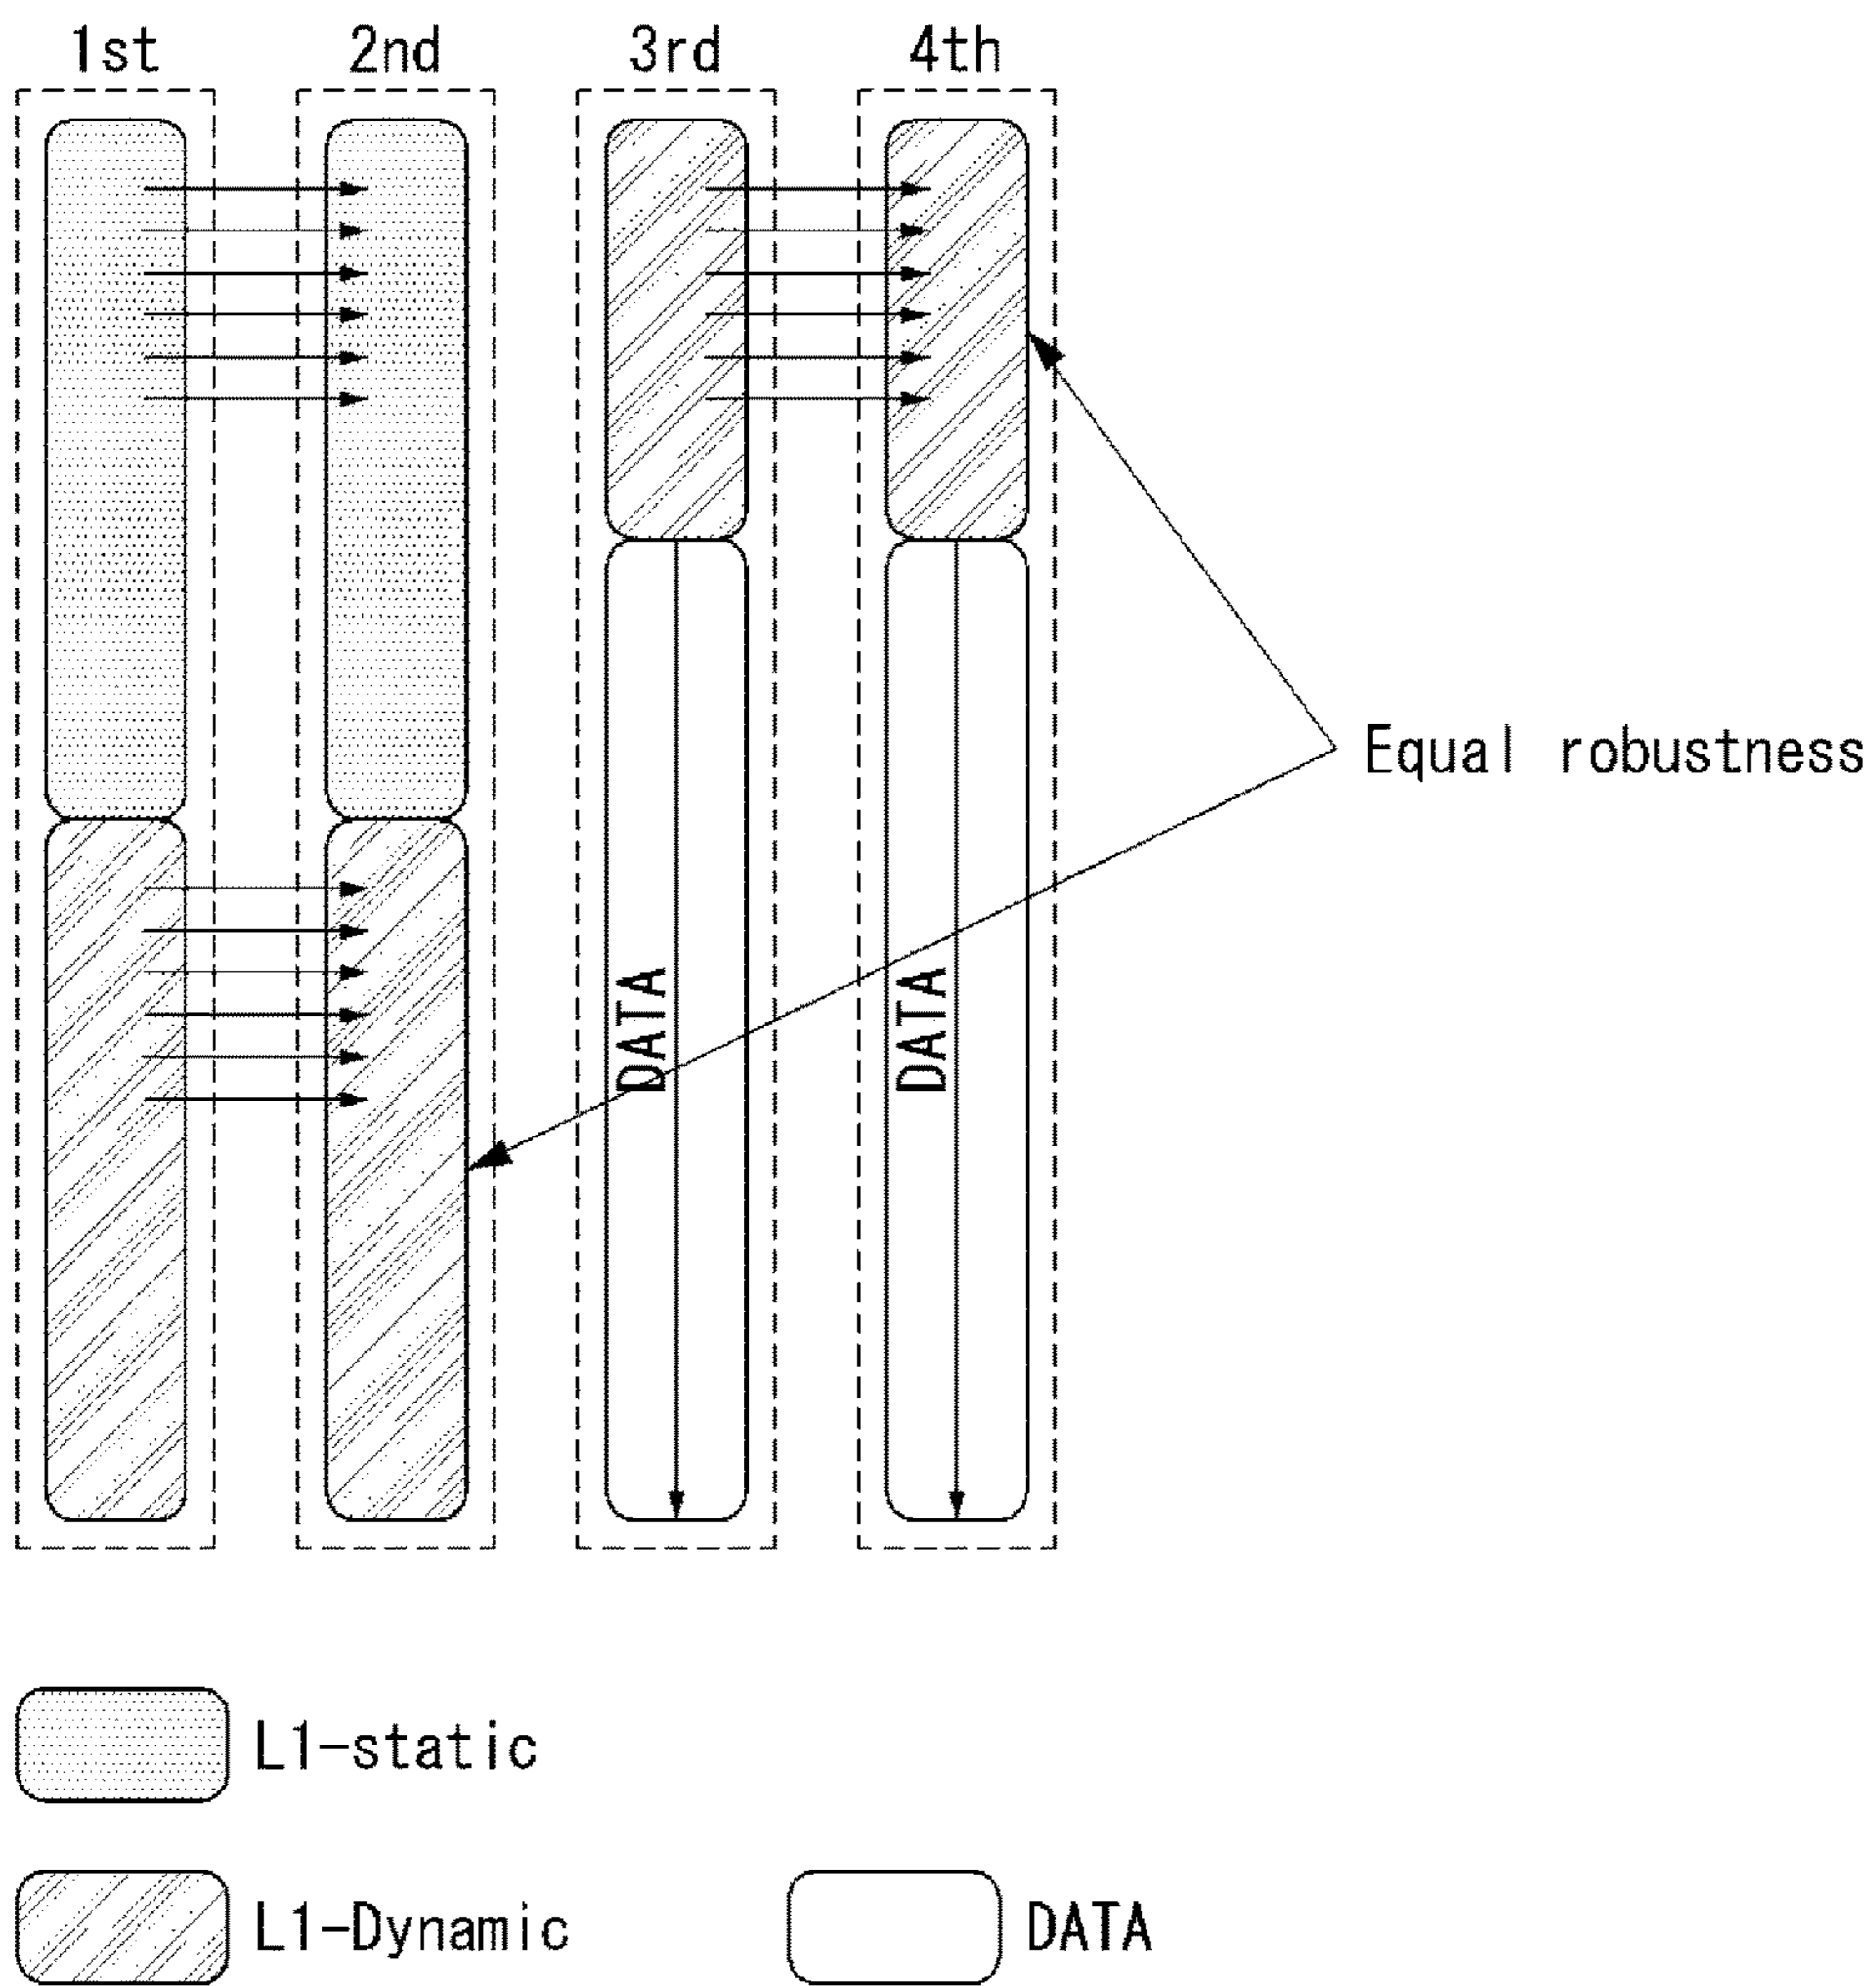 1st 2nd 3rd 4th
Equal robustness
DATA DATA
L1-static
L1-Dynamic DATA